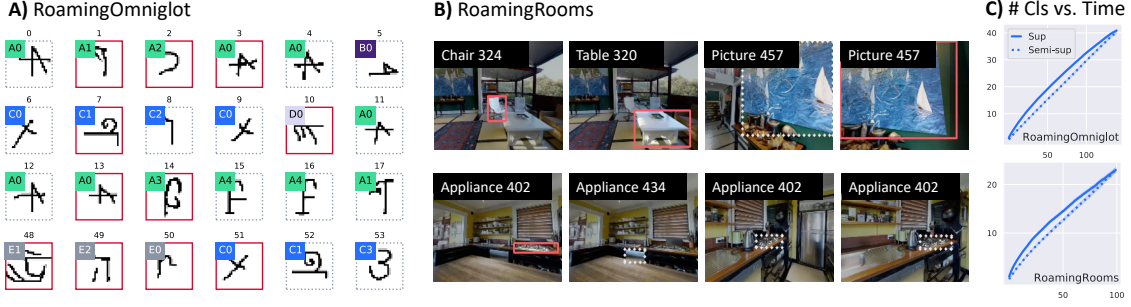 A) RoamingOmniglot
0 1 2 3 4 5
A0 A1 A2 A0 A0 B0
6 7 8 9 10 11
C0 C1 C2 C0 D0 A0
12 13 14 15 16 17
A0 A0 A3 A4 A4 A1
48 49 50 51 52 53
E1 E2 E0 C0 C1 C3
B) RoamingRooms
Chair 324 Table 320 Picture 457 Picture 457
Appliance 402 Appliance 434 Appliance 402 Appliance 402
C) # Cls vs. Time
Sup
Semi-sup
40
30
20
10
RoamingOmniglot
50 100
20
10
RoamingRooms
50 100